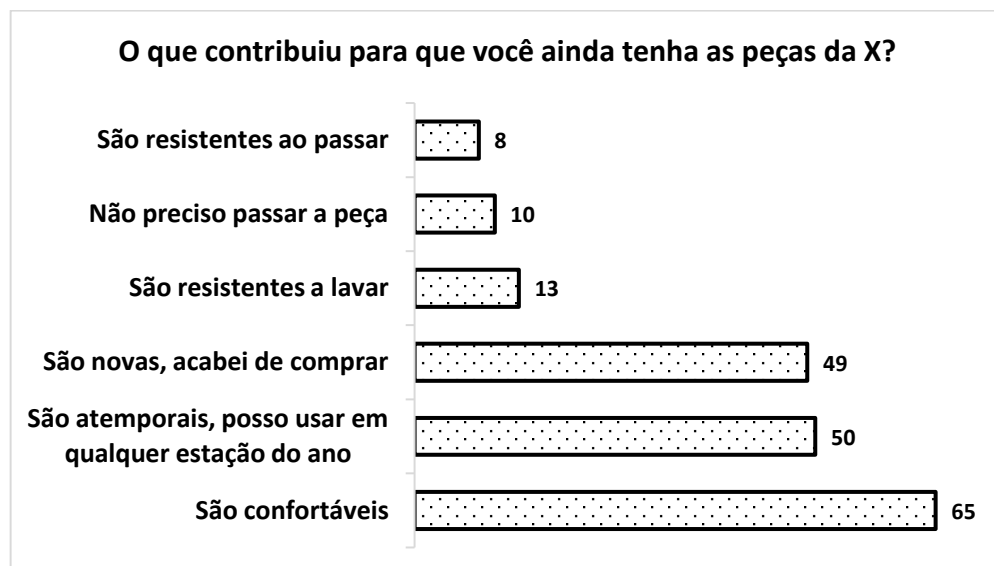 O que contribuiu para que você ainda tenha as peças da X?
São resistentes ao passar
8
Não preciso passar a peça
10
São resistentes a lavar
13
São novas, acabei de comprar
49
São atemporais, posso usar em
qualquer estação do ano
50
São confortáveis
65